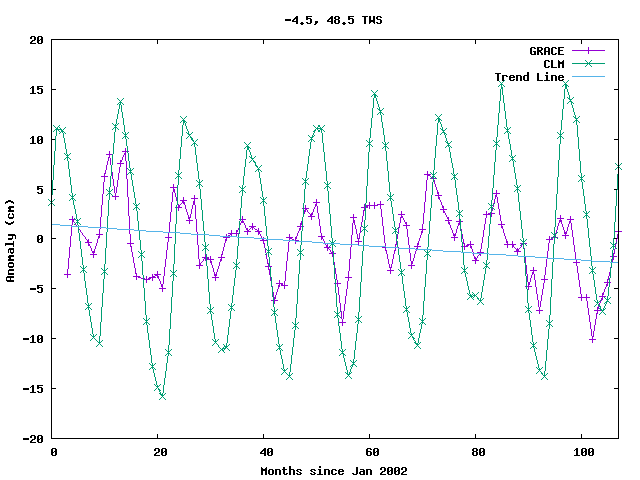 -4.5, 48.5 TWS
GRACE
CLM
Trend Line
20
15
10
5
0
-5
-10
-15
-20
Anomaly (cm)
0 20 40 60 80 100
Months since Jan 2002